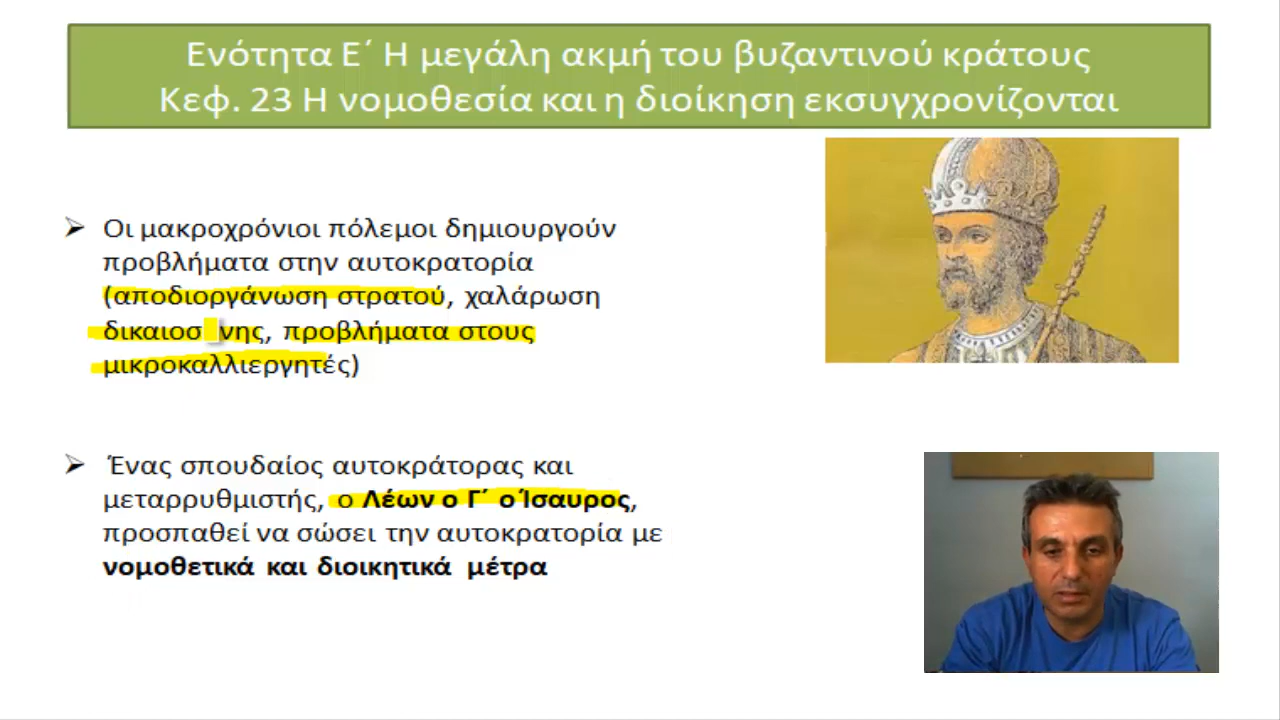 Ενότητα Ε΄ Η μεγάλη ακμή του βυζαντινού κράτους
Κεφ. 23 Η νομοθεσία και η διοίκηση εκσυγχρονίζονται
Οι μακροχρόνιοι πόλεμοι δημιουργούν
προβλήματα στην αυτοκρατορία
(αποδιοργάνωση στρατού, χαλάρωση
δικαιοσύνης, προβλήματα στους
μικροκαλλιεργητές)
Ένας σπουδαίος αυτοκράτορας και
μεταρρυθμιστής, ο Λέων ο Γ΄ ο Ίσαυρος,
προσπαθεί να σώσει την αυτοκρατορία με
νομοθετικά και διοικητικά μέτρα